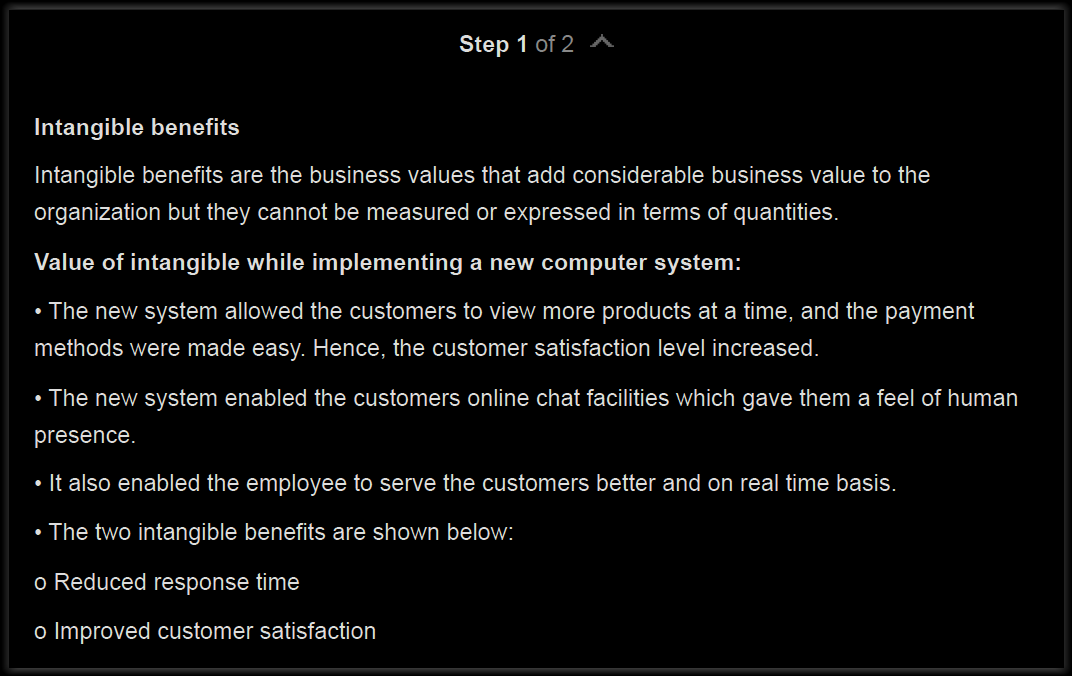 Step 1 of 2
Intangible benefits
Intangible benefits are the business values that add considerable business value to the
organization but they cannot be measured or expressed in terms of quantities.
Value of intangible while implementing a new computer system:
• The new system allowed the customers to view more products at a time, and the payment
methods were made easy. Hence, the customer satisfaction level increased.
• The new system enabled the customers online chat facilities which gave them a feel of human
presence.
• It also enabled the employee to serve the customers better and on real time basis.
• The two intangible benefits are shown below:
o Reduced response time
o Improved customer satisfaction